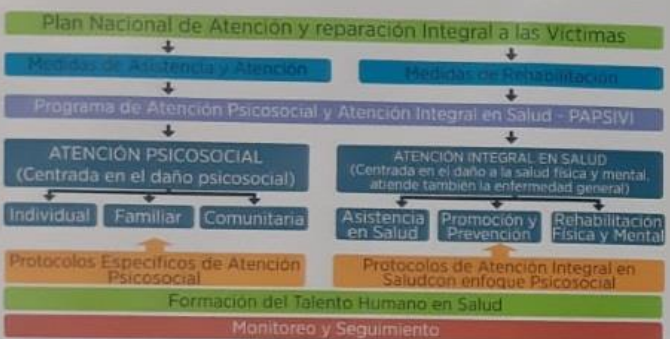 Plan Nacional de Atención y reparación Integral a las Víctimas
Medidas de Asistencia y Atención
Medidas de Rehabilitación
Programa de Atención Psicosocial y Atención Integral en Salud - PAPSIVI
ATENCIÓN PSICOSOCIAL
(Centrada en el daño psicosocial)
Individual
Familiar
Comunitaria
Protocolos Específicos de Atención
Psicosocial
ATENCIÓN INTEGRAL EN SALUD
(Centrada en el daño a la salud física y mental,
atiende también la enfermedad general)
Asistencia
en Salud
Promoción y
Prevención
Rehabilitación
Física y Mental
Protocolos de Atención Integral en
Saludcon enfoque Psicosocial
Formación del Talento Humano en Salud
Monitoreo y Seguimiento